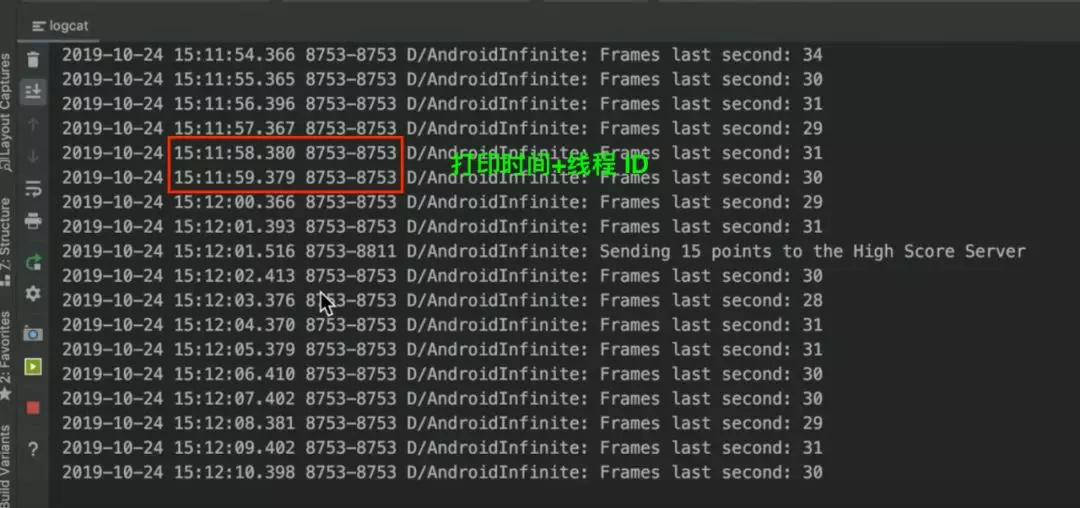 logcat
2019-10-24 15:11:54.366 8753-8753 D/AndroidInfinite: Frames last second: 34
2019-10-24 15:11:55.365 8753-8753 D/AndroidInfinite: Frames last second: 30
2019-10-24 15:11:56.396 8753-8753 D/AndroidInfinite: Frames last second: 31
2019-10-24 15:11:57.367 8753-8753 D/AndroidInfinite: Frames last second: 29
2019-10-24 15:11:58.380 8753-8753 D/AndroidInfinite: Frames last second: 31
打印时间+线程 ID
2019-10-24 15:11:59.379 8753-8753 D/AndroidInfinite: Frames last second: 30
2019-10-24 15:12:00.366 8753-8753 D/AndroidInfinite: Frames last second: 29
2019-10-24 15:12:01.393 8753-8753 D/AndroidInfinite: Frames last second: 31
2019-10-24 15:12:01.516 8753-8811 D/AndroidInfinite: Sending 15 points to the High Score Server
2019-10-24 15:12:02.413 8753-8753 D/AndroidInfinite: Frames last second: 30
2019-10-24 15:12:03.376 8753-8753 D/AndroidInfinite: Frames last second: 28
2019-10-24 15:12:04.370 8753-8753 D/AndroidInfinite: Frames last second: 31
2019-10-24 15:12:05.379 8753-8753 D/AndroidInfinite: Frames last second: 31
2019-10-24 15:12:06.410 8753-8753 D/AndroidInfinite: Frames last second: 30
2019-10-24 15:12:07.402 8753-8753 D/AndroidInfinite: Frames last second: 30
2019-10-24 15:12:08.381 8753-8753 D/AndroidInfinite: Frames last second: 29
2019-10-24 15:12:09.402 8753-8753 D/AndroidInfinite: Frames last second: 31
2019-10-24 15:12:10.398 8753-8753 D/AndroidInfinite: Frames last second: 30
Layout Captures
7: Structure
2: Favorites
Build Variants